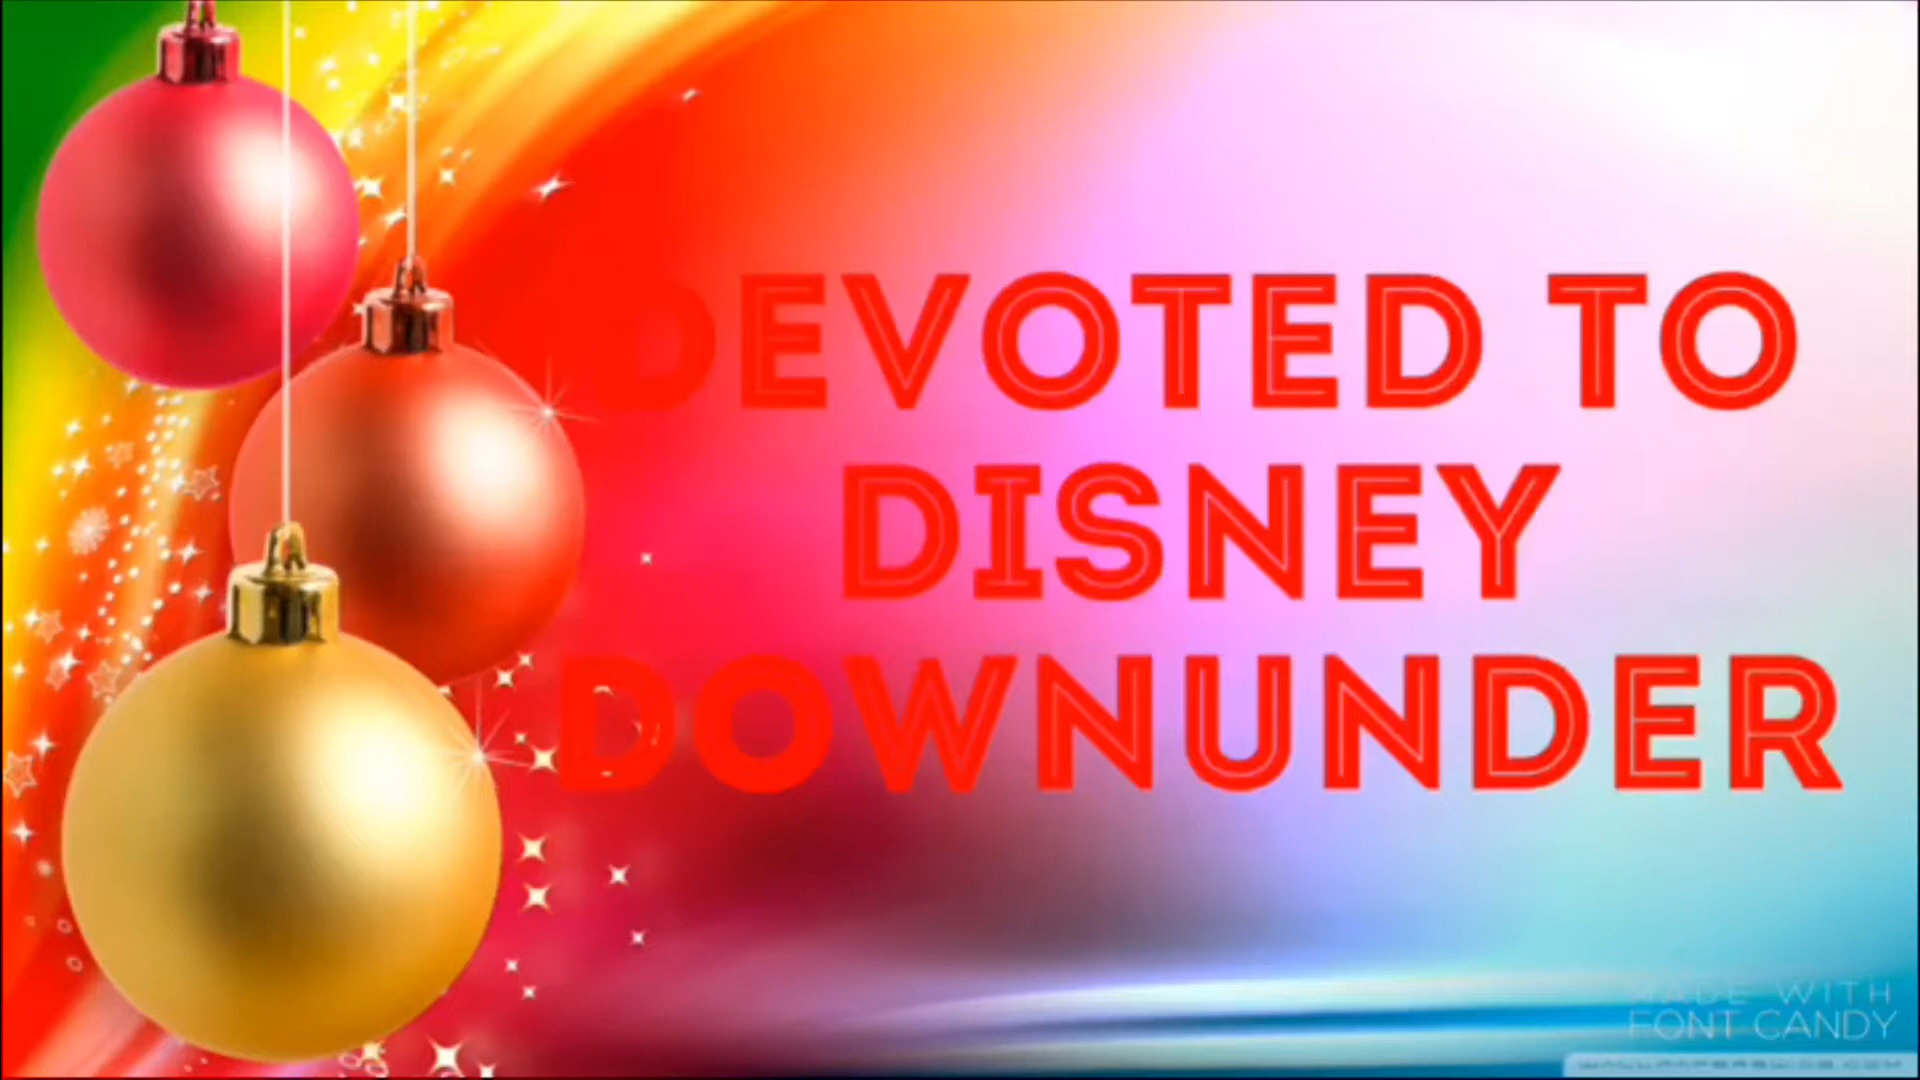 DEVOTED TO
DISNEY
DOWNUNDER
MADE WITH
FONT CANDY